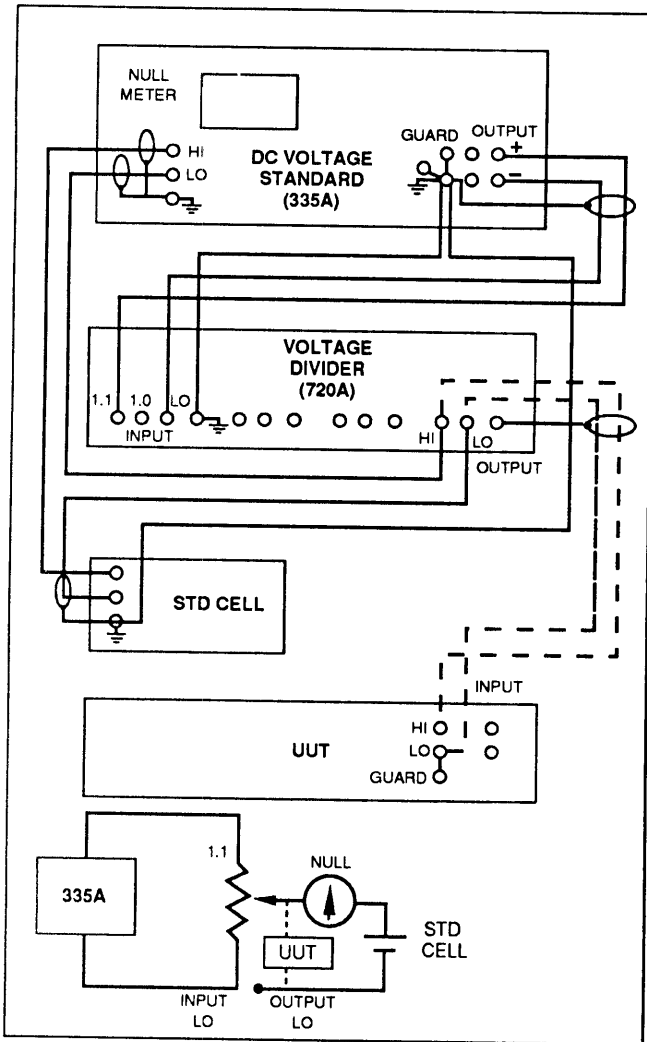 NULL
METER
GUARD OUTPUT
+
HI
LO
−
DC VOLTAGE
STANDARD
(335A)
VOLTAGE
DIVIDER
(720A)
1.1 1.0 LO
INPUT
HI LO
OUTPUT
STD CELL
INPUT
HI
LO
UUT
GUARD
1.1
NULL
335A
STD
CELL
UUT
INPUT
LO
OUTPUT
LO